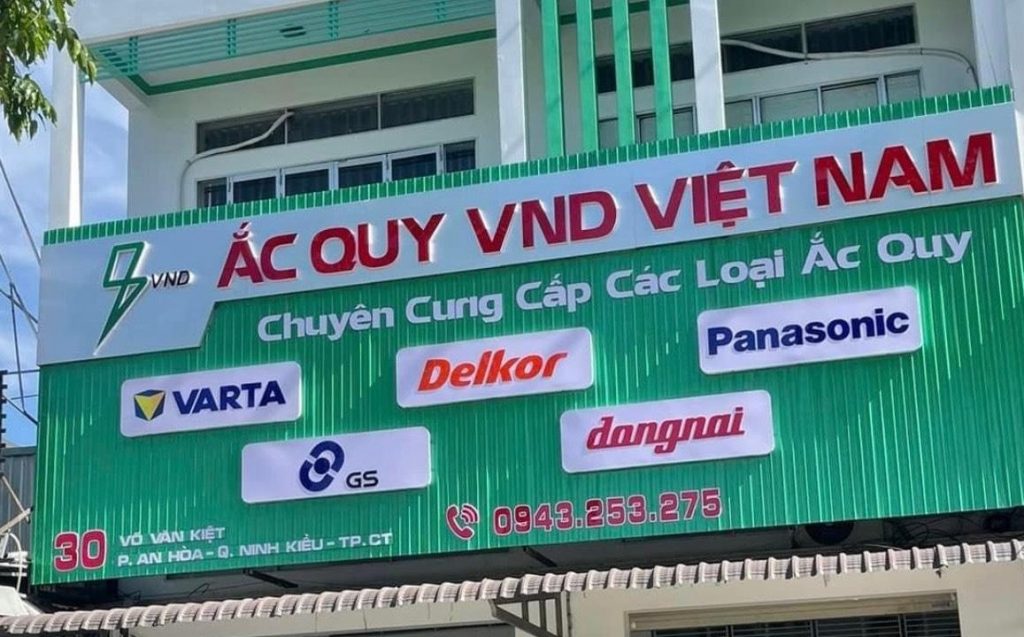 VND
ẮC QUY VND VIỆT NAM
Chuyên Cung Cấp Các Loại Ắc Quy
VARTA
Delkor
Panasonic
GS
dongnai
30
VÕ VĂN KIỆT
P. AN HÒA - Q. NINH KIỀU - TP.CT
0943.253.275